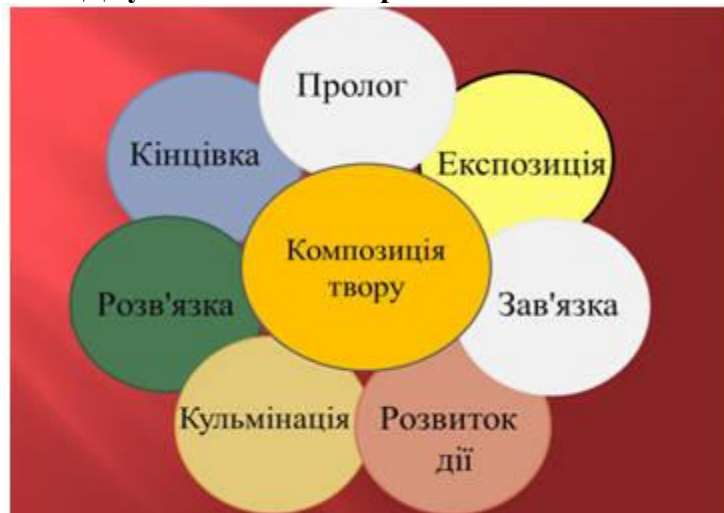 Пролог
Експозиція
Зав'язка
Розвиток
дії
Кульмінація
Розв'язка
Кінцівка
Композиція
твору